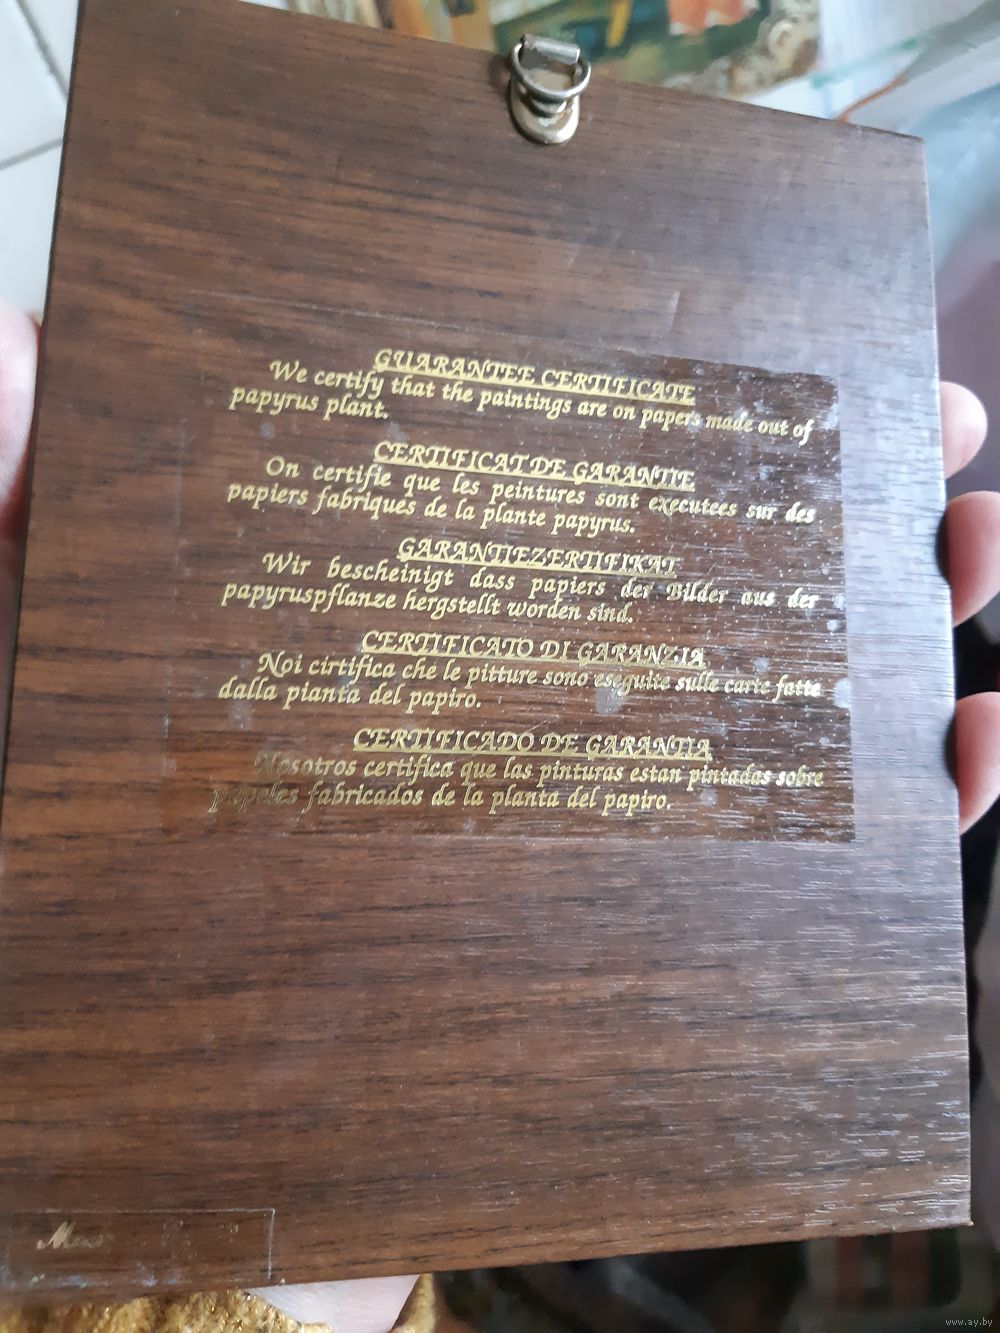 GUARANTEE CERTIFICATE
We certify that the paintings are on papers made out of
papyrus plant.
CERTIFICAT DE GARANTIE
On certifie que les peintures sont executees sur des
papiers fabriques de la plante papyrus.
GARANTIEZERTIFIKAT
Wir bescheinigt dass papiers der Bilder aus der
papyruspflanze hergstellt worden sind.
CERTIFICATO DI GARANZIA
Noi cirtifica che le pitture sono eseguite sulle carte fatte
dalla pianta del papiro.
CERTIFICADO DE GARANTIA
Nosotros certifica que las pinturas estan pintadas sobre
papeles fabricados de la planta del papiro.
www.ay.by